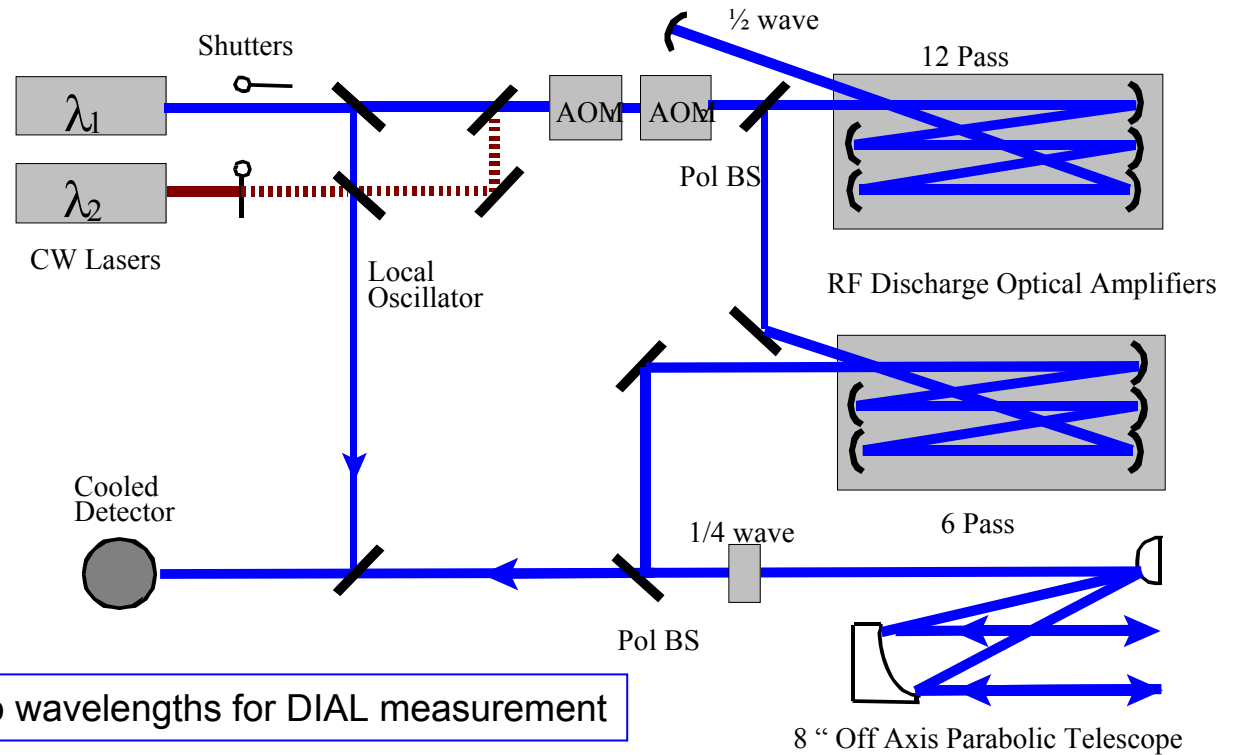 ½ wave
Shutters
12 Pass
λ1
AOM
AOM
Pol BS
λ2
CW Lasers
Local
Oscillator
RF Discharge Optical Amplifiers
Cooled
Detector
1/4 wave
6 Pass
Pol BS
wavelengths for DIAL measurement
8 “ Off Axis Parabolic Telescope